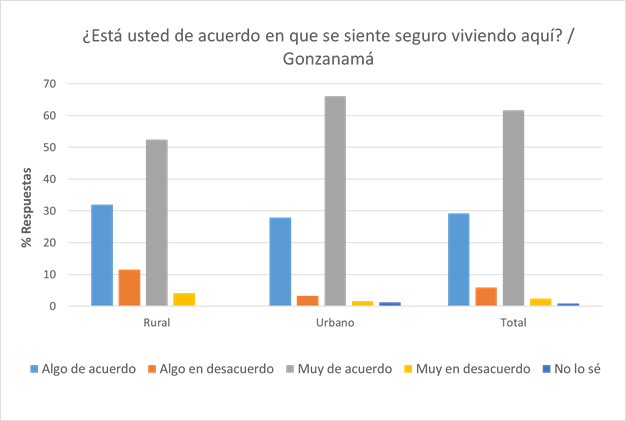 ¿Está usted de acuerdo en que se siente seguro viviendo aquí? /
Gonzanamá
70
60
50
40
30
20
10
0
% Respuestas
Rural Urbano Total
Algo de acuerdo Algo en desacuerdo Muy de acuerdo Muy en desacuerdo No lo sé